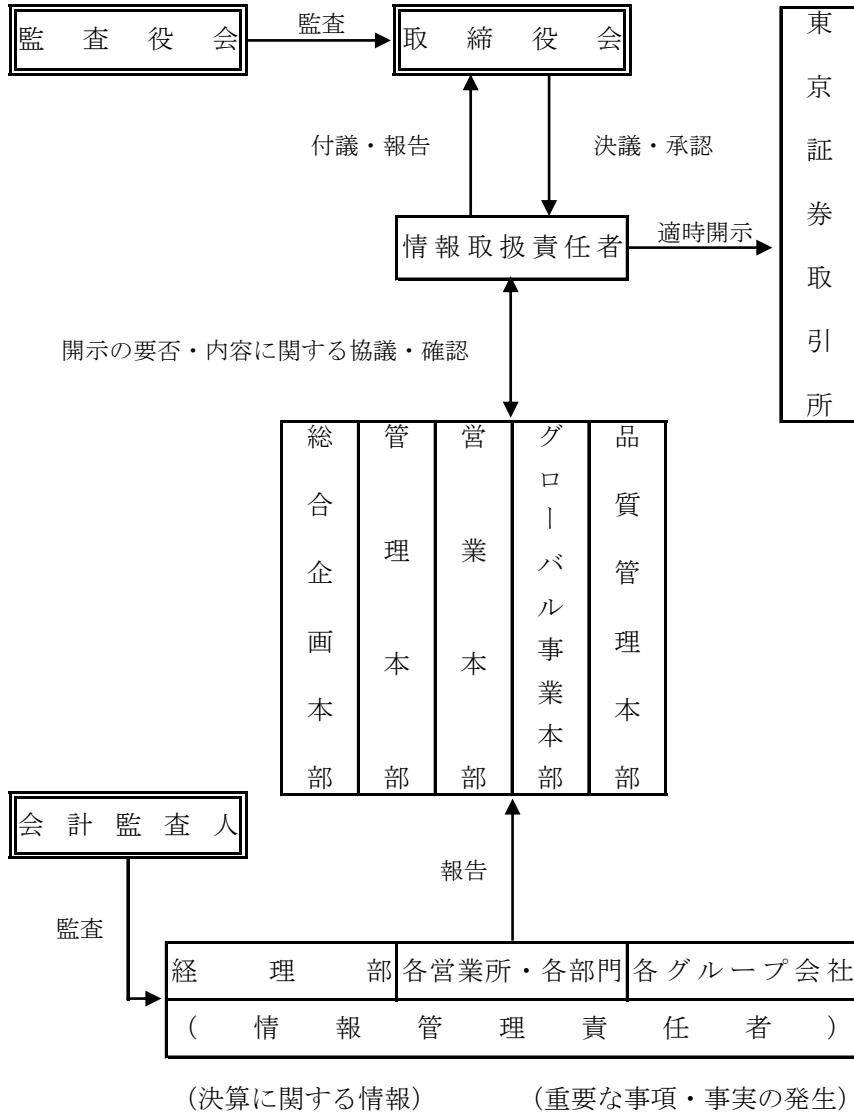 監査役会
監査
取締役会
東京証券取引所
付議・報告
決議・承認
情報取扱責任者
適時開示
開示の要否・内容に関する協議・確認
総合企画本部
管理本部
営業本部
グローバル事業本部
品質管理本部
会計監査人
報告
監査
経理部
各営業所・各部門
各グループ会社
(情報管理責任者)
(決算に関する情報)
(重要な事項・事実の発生)